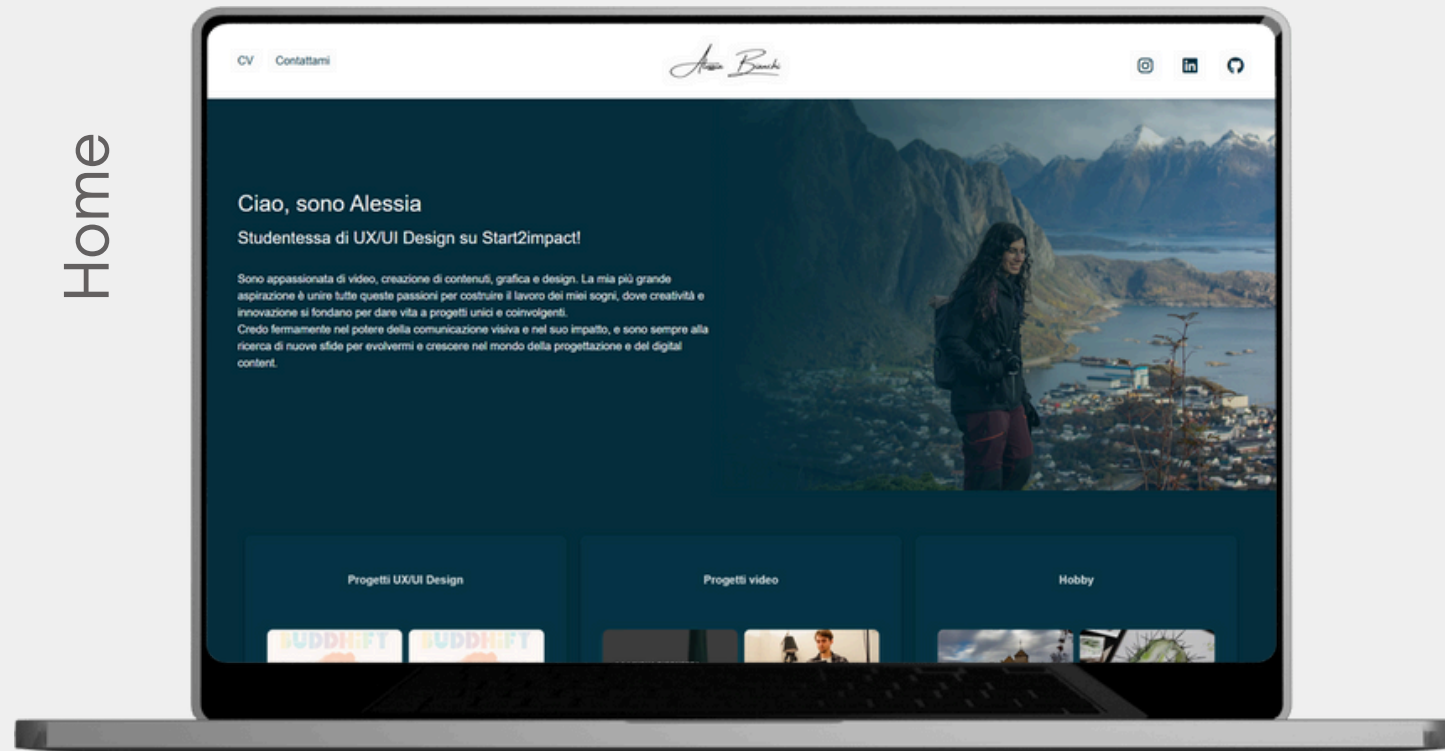 Home
CV Contattami
Alessia Bianchi
Ciao, sono Alessia
Studentessa di UX/UI Design su Start2impact!
Sono appassionata di video, creazione di contenuti, grafica e design. La mia più grande
aspirazione è unire tutte queste passioni per costruire il lavoro dei miei sogni, dove creatività e
innovazione si fondano per dare vita a progetti unici e coinvolgenti.
Credo fermamente nel potere della comunicazione visiva e nel suo impatto, e sono sempre alla
ricerca di nuove sfide per evolvermi e crescere nel mondo della progettazione e del digital
content.
Progetti UX/UI Design
Progetti video
Hobby
BUDDHIFT BUDDHIFT